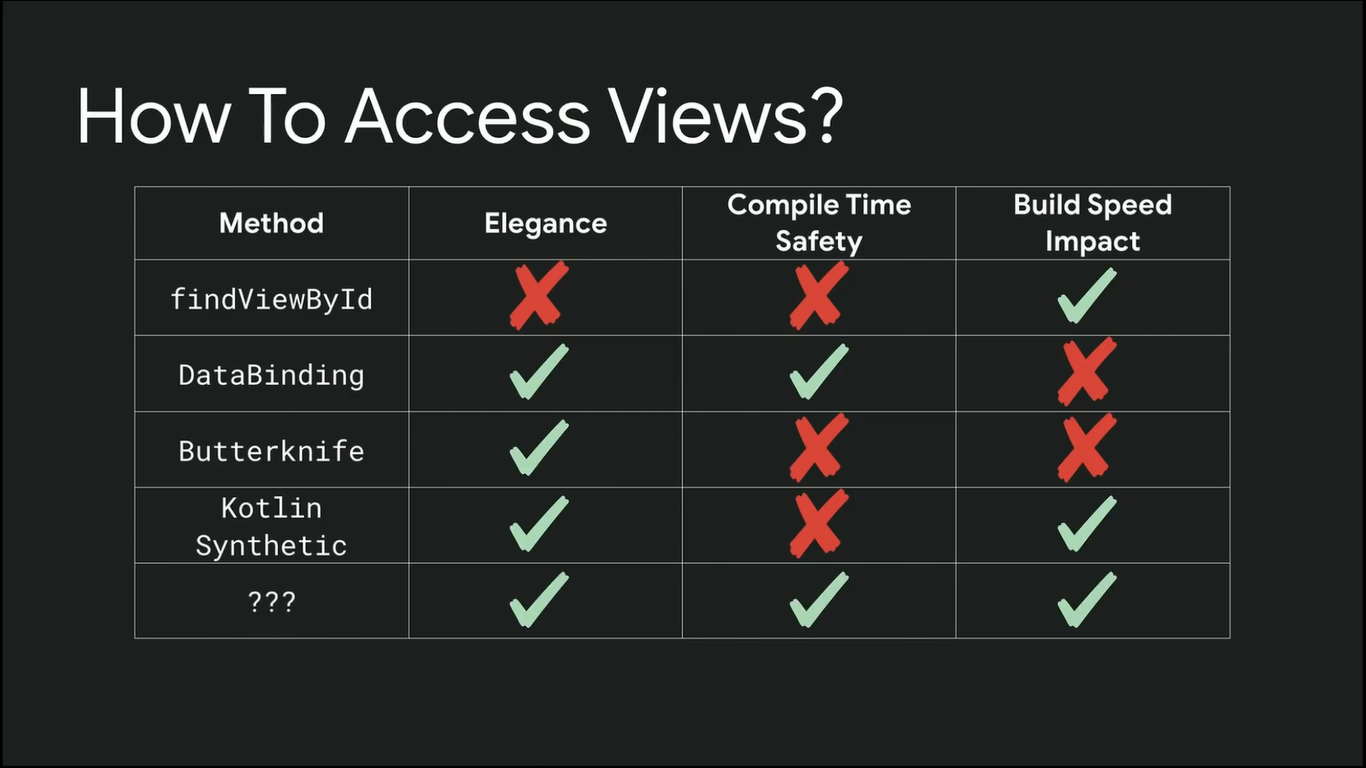 How To Access Views?
Method
Elegance
Compile Time
Safety
Build Speed
Impact
findViewById
DataBinding
Butterknife
Kotlin
Synthetic
???